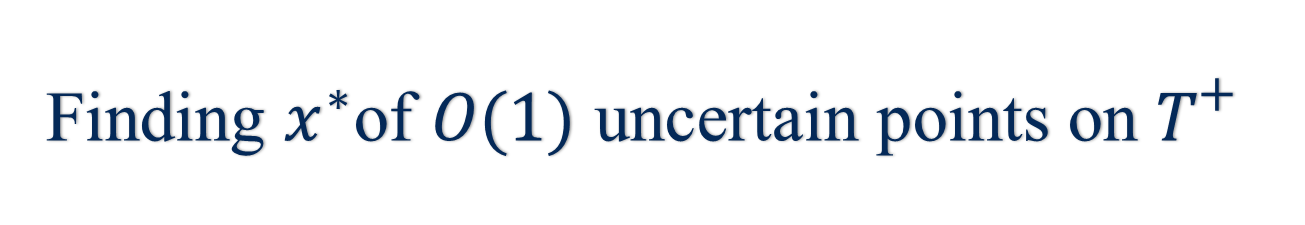 Finding x* of O(1) uncertain points on T⁺